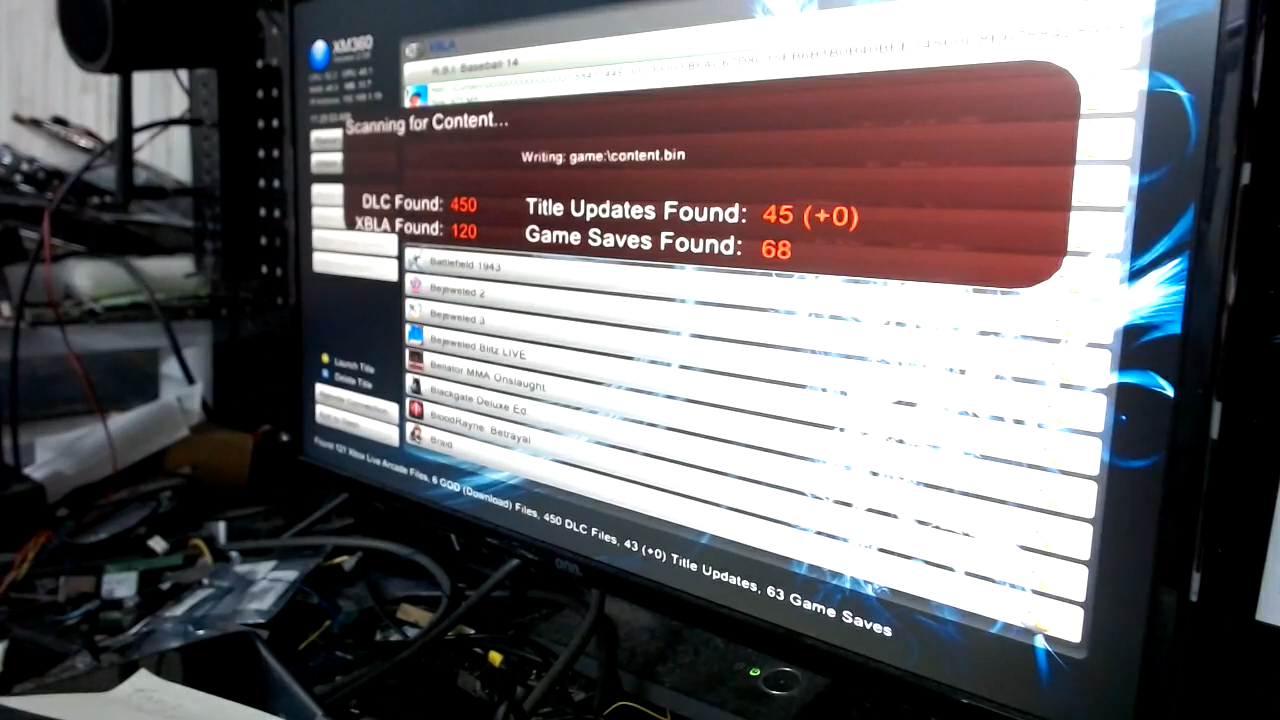 XM360
XBLA
R.B.I. Baseball 14
Scanning for Content...
Writing: game:\content.bin
DLC Found: 450
XBLA Found: 120
Title Updates Found: 45 (+0)
Game Saves Found: 68
Battlefield 1943
Bejeweled 2
Bejeweled 3
Bejeweled Blitz LIVE
Bellator MMA Onslaught
Blackgate Deluxe Ed
BloodRayne: Betrayal
Braid
Launch Title
Delete Title
Found 121 Xbox Live Arcade Files, 6 GOD (Download) Files, 450 DLC Files, 43 (+0) Title Updates, 63 Game Saves
onn.